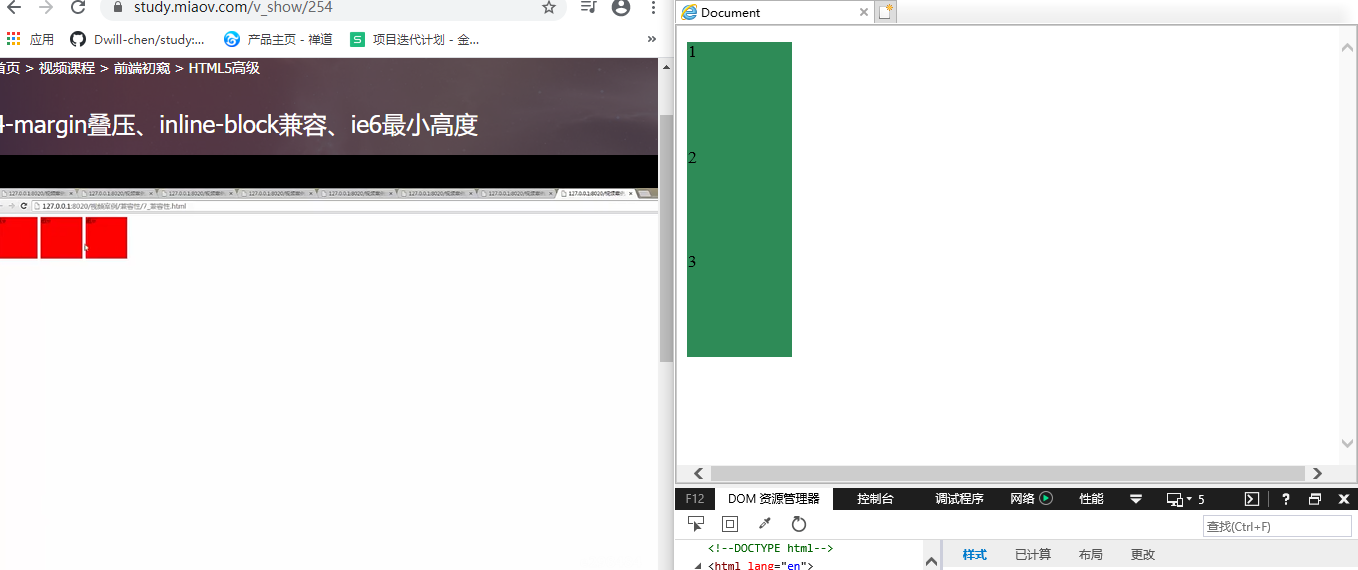 study.miaov.com/v_show/254
应用 Dwill-chen/study:... 产品主页 - 禅道 S 项目迭代计划 - 金... »
首页 > 视频课程 > 前端初窥 > HTML5高级
4-margin叠压、inline-block兼容、ie6最小高度
127.0.0.1:8020/视频案例/兼容性/7_兼容性.html
Document
1
2
3
F12 DOM 资源管理器 控制台 调试程序 网络 性能 5
查找(Ctrl+F)
<!--DOCTYPE html-->
<html lang="en">
样式 已计算 布局 更改